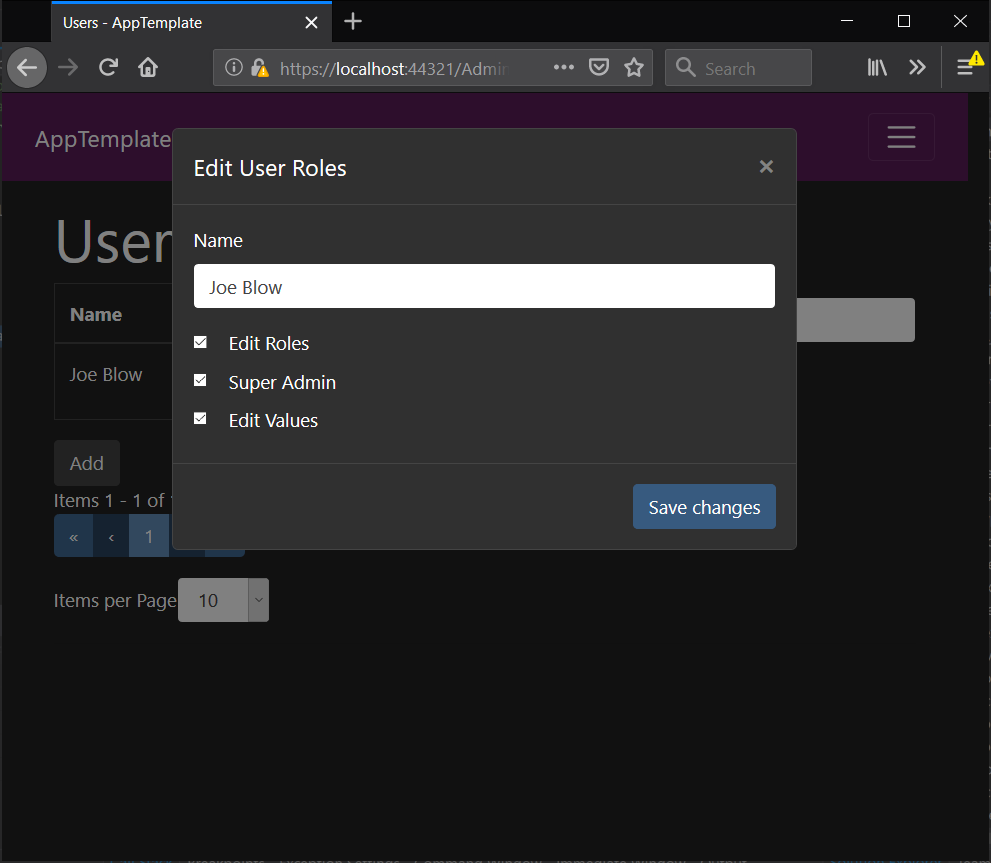 Users - AppTemplate
https://localhost:44321/Admin
Search
AppTemplate
Edit User Roles
User
Name
Joe Blow
Name
Joe Blow
Edit Roles
Super Admin
Edit Values
Add
Items 1 - 1 of
« ‹ 1
Save changes
Items per Page 10